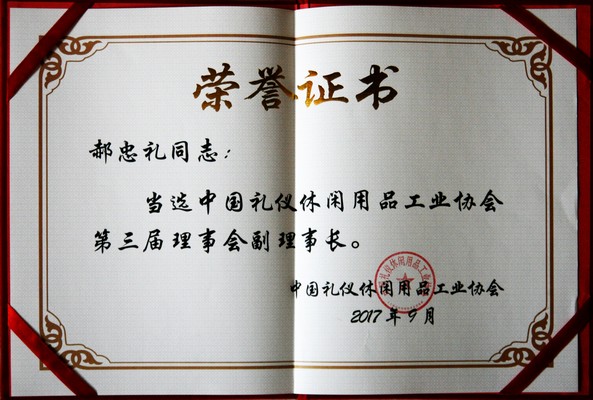 荣誉证书
郝忠礼同志：
当选中国礼仪休闲用品工业协会
第三届理事会副理事长。
中国礼仪休闲用品工业协会
2017年9月